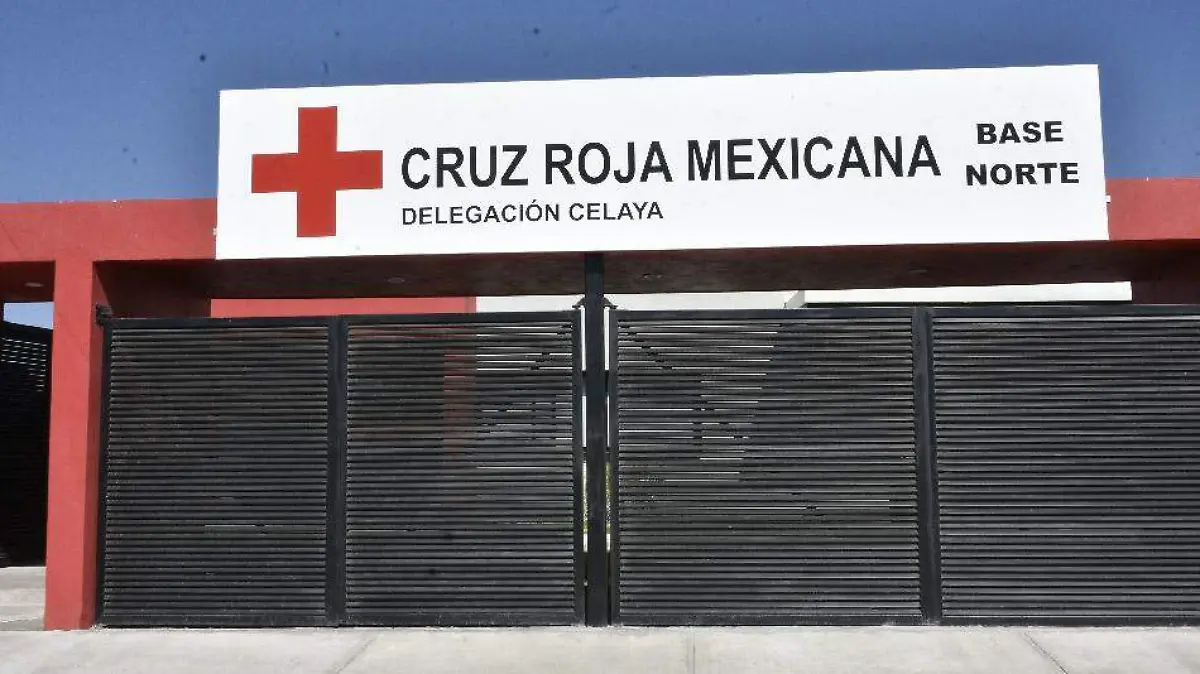 CRUZ ROJA MEXICANA
DELEGACIÓN CELAYA
BASE
NORTE